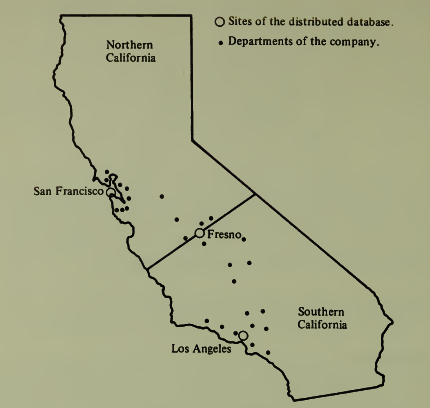 Sites of the distributed database.
Departments of the company.
Northern
California
San Francisco
Fresno
Southern
California
Los Angeles